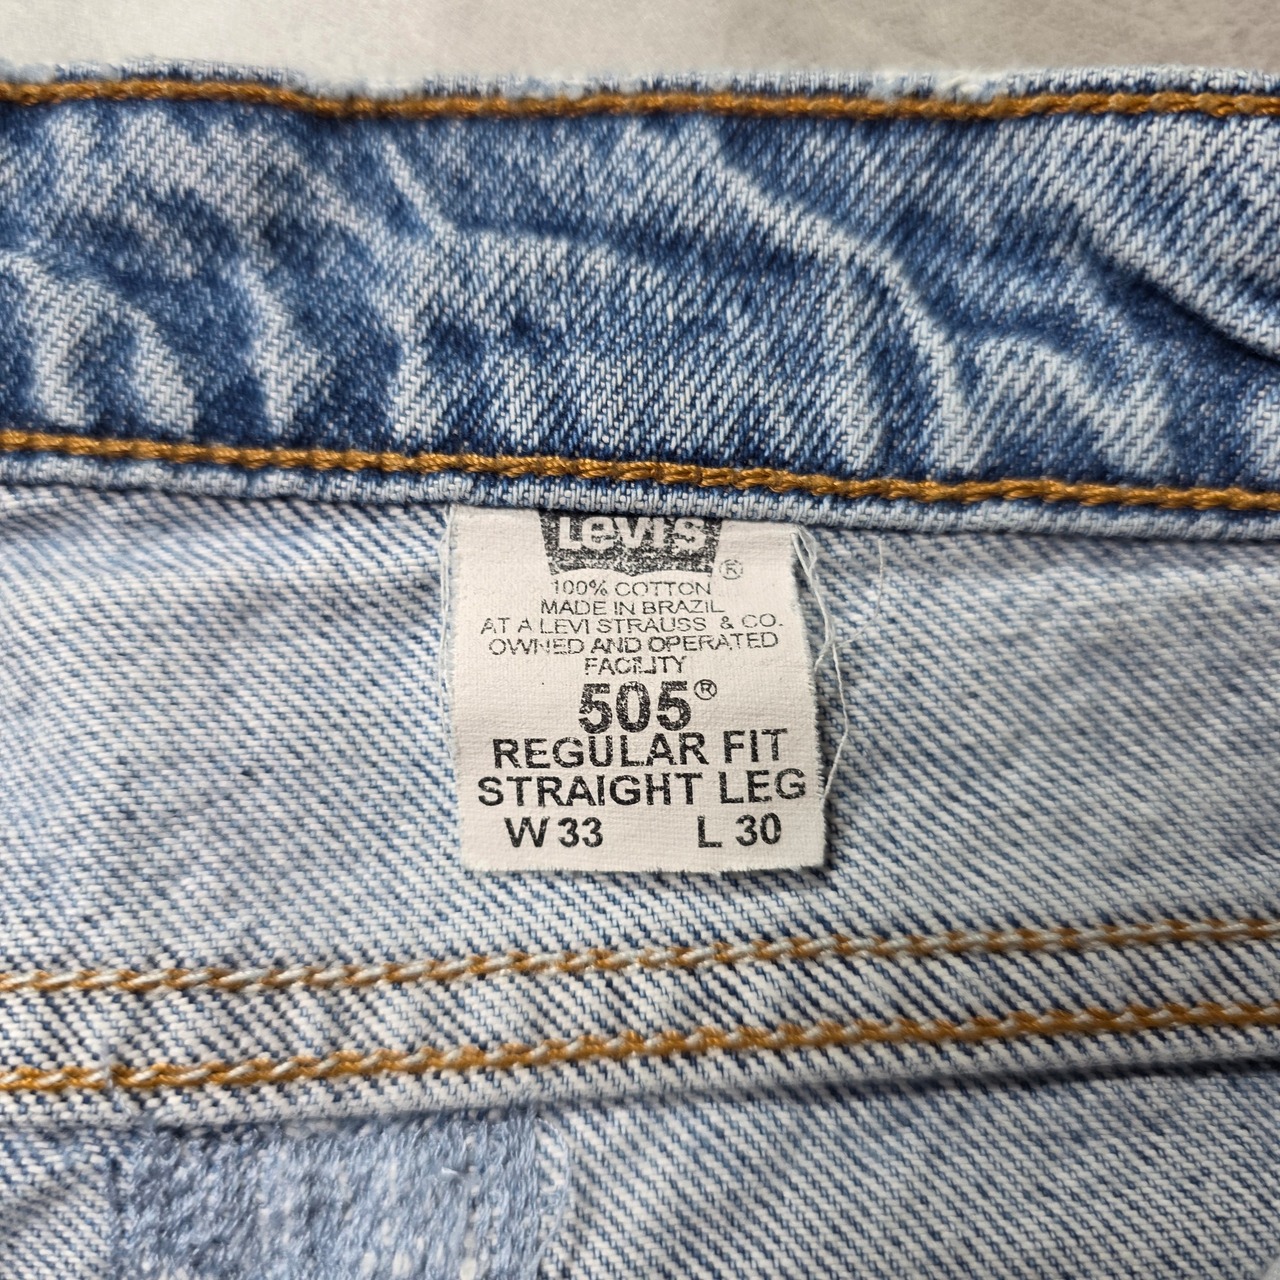 Levi's ®
100% COTTON
MADE IN BRAZIL
AT A LEVI STRAUSS & CO.
OWNED AND OPERATED
FACILITY
505®
REGULAR FIT
STRAIGHT LEG
W 33 L 30